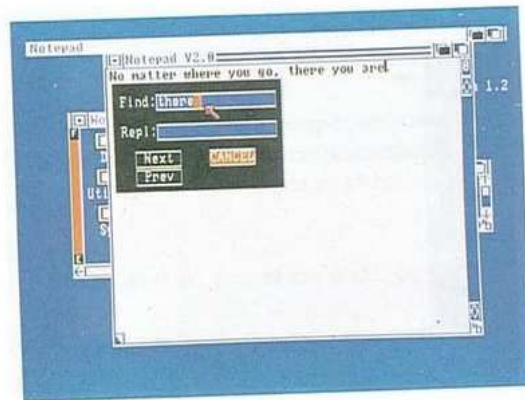 Notepad
Notepad V2.0
No matter where you go, there you are.
1.2
Find:there
Repl:
Next
CANCEL
Prev